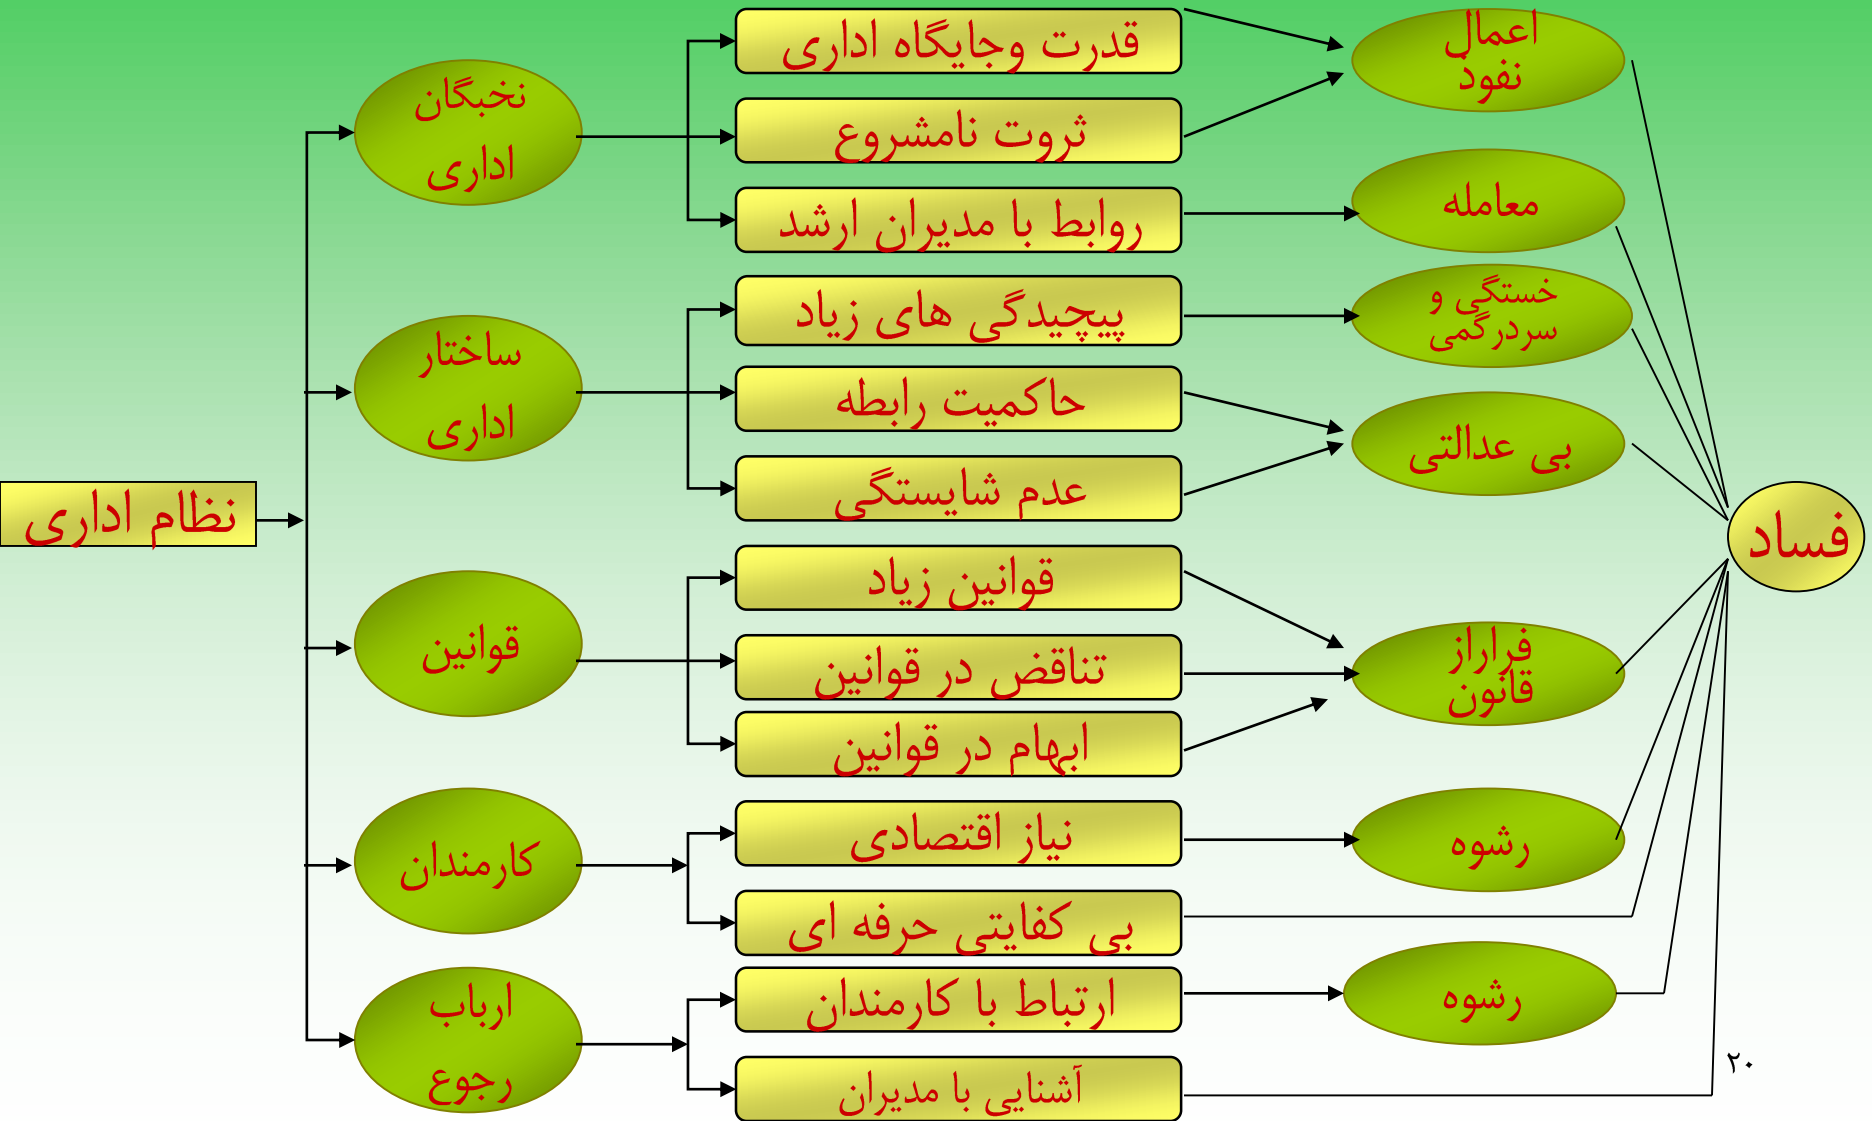 نظام اداری
نخبگان
اداری
ساختار
اداری
قوانین
کارمندان
ارباب
رجوع
قدرت وجایگاه اداری
ثروت نامشروع
روابط با مدیران ارشد
پیچیدگی های زیاد
حاکمیت رابطه
عدم شایستگی
قوانین زیاد
تناقض در قوانین
ابهام در قوانین
نیاز اقتصادی
بی کفایتی حرفه ای
ارتباط با کارمندان
آشنایی با مدیران
اعمال
نفوذ
معامله
خستگی و
سردرگمی
بی عدالتی
فراراز
قانون
رشوه
رشوه
فساد
۲۰